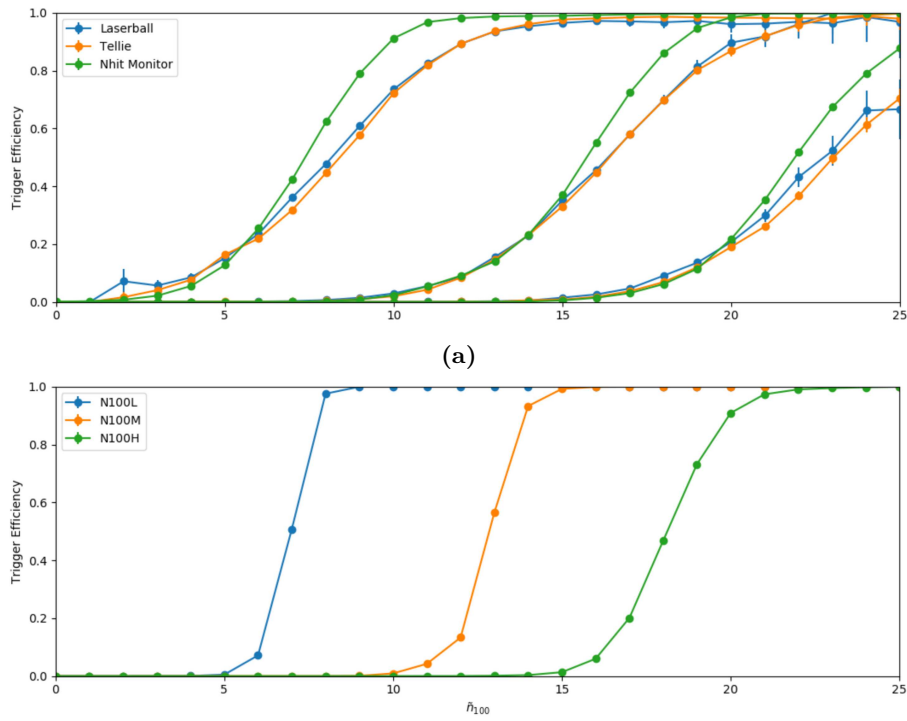 1.0
0.8
0.6
0.4
0.2
0.0
Trigger Efficiency
Laserball
Tellie
Nhit Monitor
0 5 10 15 20 25
(a)
1.0
0.8
0.6
0.4
0.2
0.0
Trigger Efficiency
N100L
N100M
N100H
0 5 10 15 20 25
ñ₁₀₀